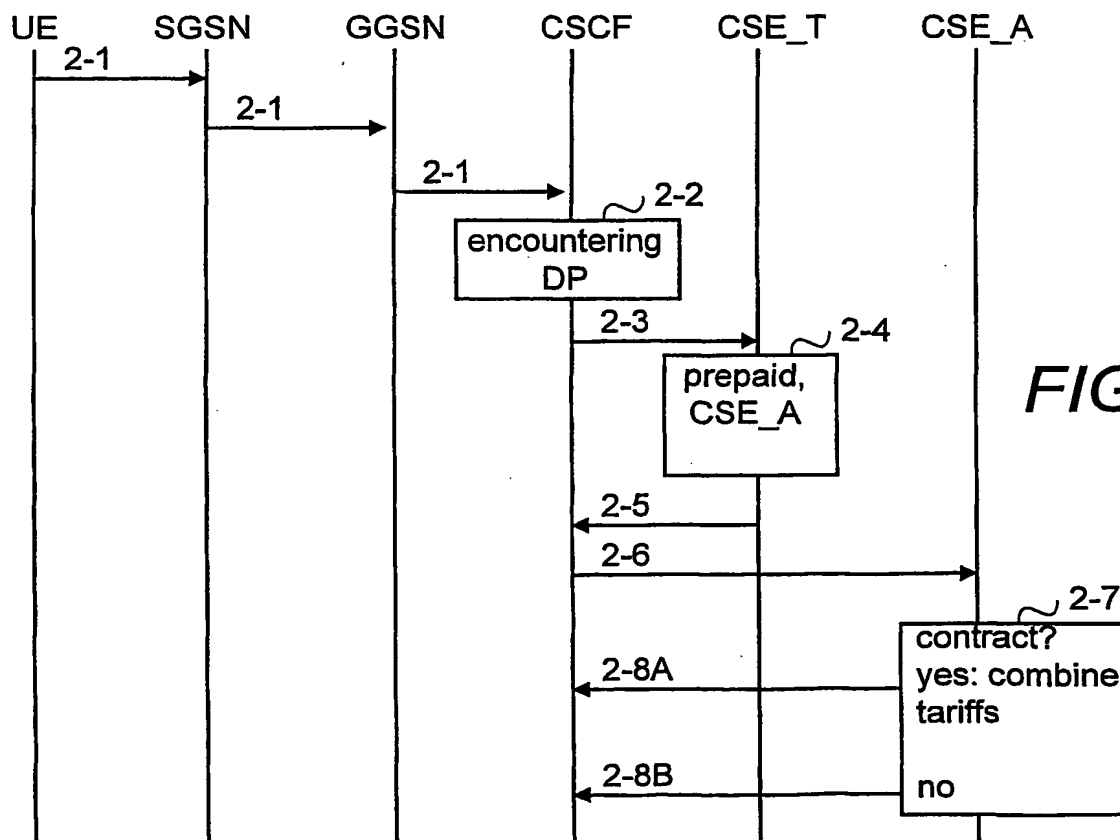 UE SGSN GGSN CSCF CSE_T CSE_A
2-1
2-1
2-1
2-2
encountering
DP
2-3
2-4
prepaid,
CSE_A
FIG
2-5
2-6
2-7
contract?
yes: combine
tariffs
2-8A
2-8B
no